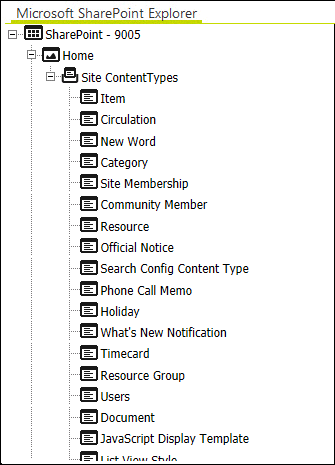 Microsoft SharePoint Explorer
SharePoint - 9005
Home
Site ContentTypes
Item
Circulation
New Word
Category
Site Membership
Community Member
Resource
Official Notice
Search Config Content Type
Phone Call Memo
Holiday
What's New Notification
Timecard
Resource Group
Users
Document
JavaScript Display Template
List View Style